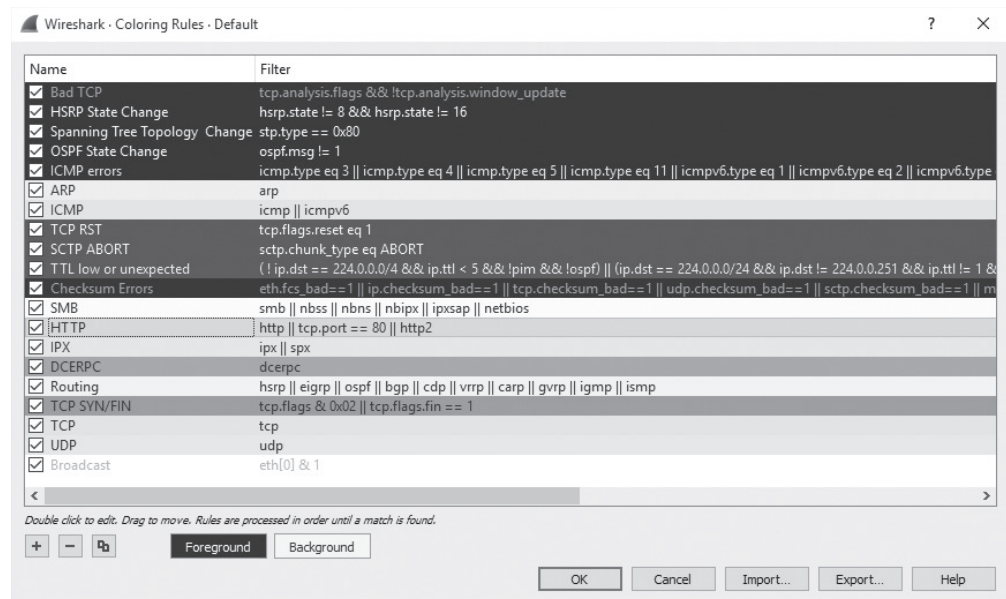 Wireshark · Coloring Rules · Default ? ×
Name Filter
Bad TCP tcp.analysis.flags && !tcp.analysis.window_update
HSRP State Change hsrp.state != 8 && hsrp.state != 16
Spanning Tree Topology Change stp.type == 0x80
OSPF State Change ospf.msg != 1
ICMP errors icmp.type eq 3 || icmp.type eq 4 || icmp.type eq 5 || icmp.type eq 11 || icmpv6.type eq 1 || icmpv6.type eq 2 || icmpv6.type
ARP arp
ICMP icmp || icmpv6
TCP RST tcp.flags.reset eq 1
SCTP ABORT sctp.chunk_type eq ABORT
TTL low or unexpected ( ! ip.dst == 224.0.0.0/4 && ip.ttl < 5 && !pim && !ospf) || (ip.dst == 224.0.0.0/24 && ip.dst != 224.0.0.251 && ip.ttl != 1 &
Checksum Errors eth.fcs_bad==1 || ip.checksum_bad==1 || tcp.checksum_bad==1 || udp.checksum_bad==1 || sctp.checksum_bad==1 || m
SMB smb || nbss || nbns || nbipx || ipxsap || netbios
HTTP http || tcp.port == 80 || http2
IPX ipx || spx
DCERPC dcerpc
Routing hsrp || eigrp || ospf || bgp || cdp || vrrp || carp || gvrp || igmp || ismp
TCP SYN/FIN tcp.flags & 0x02 || tcp.flags.fin == 1
TCP tcp
UDP udp
Broadcast eth[0] & 1
Double click to edit. Drag to move. Rules are processed in order until a match is found.
+ − Foreground Background
OK Cancel Import... Export... Help